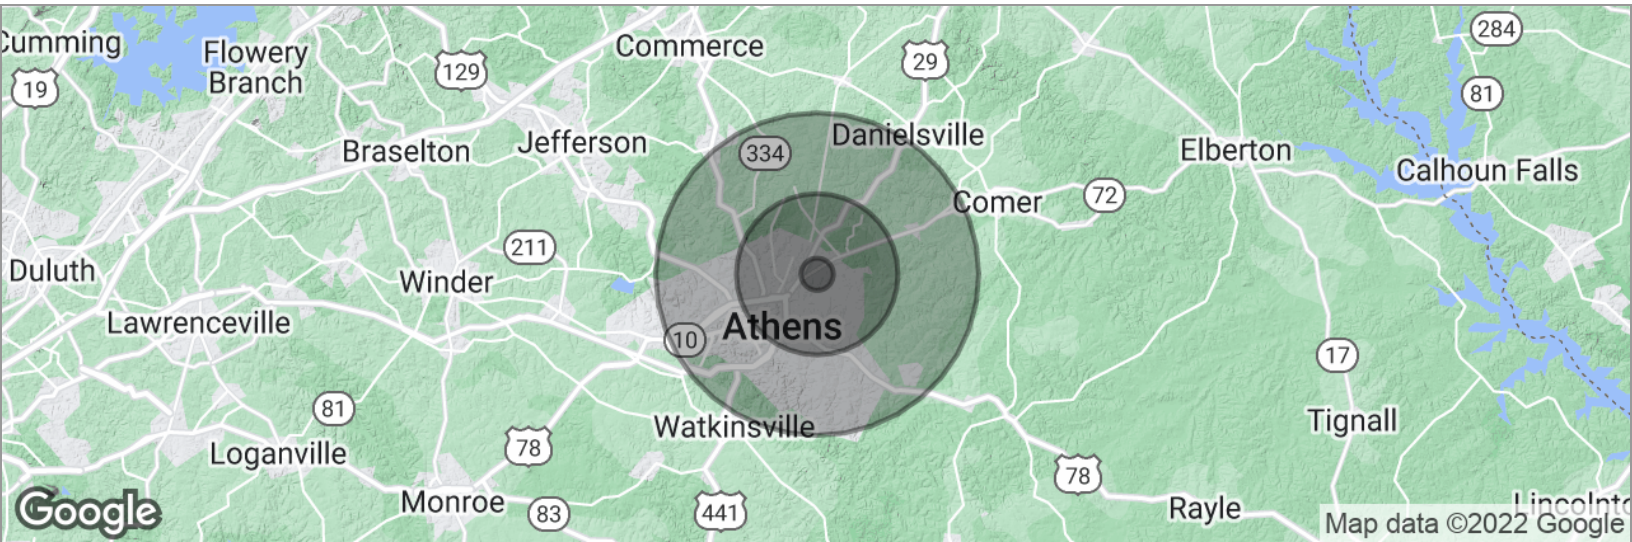 Cumming
Flowery
Branch
19
129
Commerce
29
284
81
Braselton
Jefferson
334
Danielsville
Elberton
Calhoun Falls
Comer
72
211
Duluth
Winder
Lawrenceville
Athens
10
17
81
Watkinsville
Tignall
78
Loganville
78
Monroe
83
441
Rayle
Google
Map data ©2022 Google